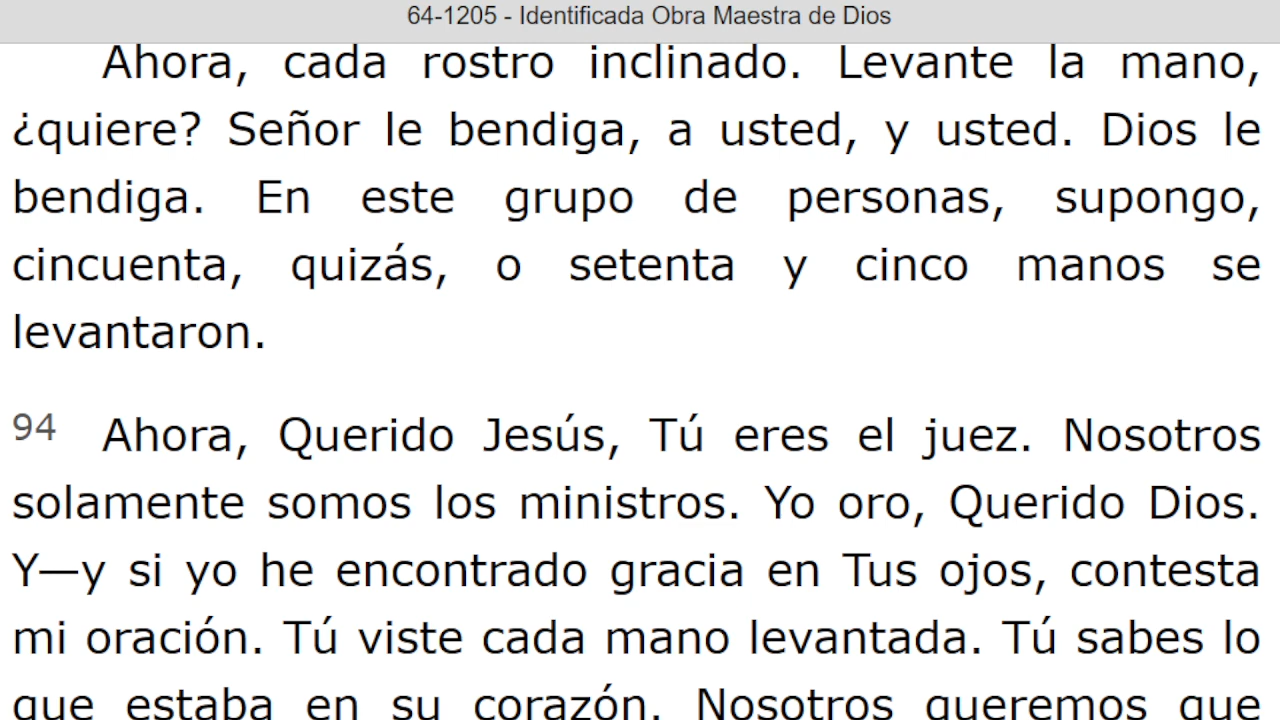 64-1205 - Identificada Obra Maestra de Dios
Ahora, cada rostro inclinado. Levante la mano,
¿quiere? Señor le bendiga, a usted, y usted. Dios le
bendiga. En este grupo de personas, supongo,
cincuenta, quizás, o setenta y cinco manos se
levantaron.
94 Ahora, Querido Jesús, Tú eres el juez. Nosotros
solamente somos los ministros. Yo oro, Querido Dios.
Y—y si yo he encontrado gracia en Tus ojos, contesta
mi oración. Tú viste cada mano levantada. Tú sabes lo
que estaba en su corazón. Nosotros queremos que